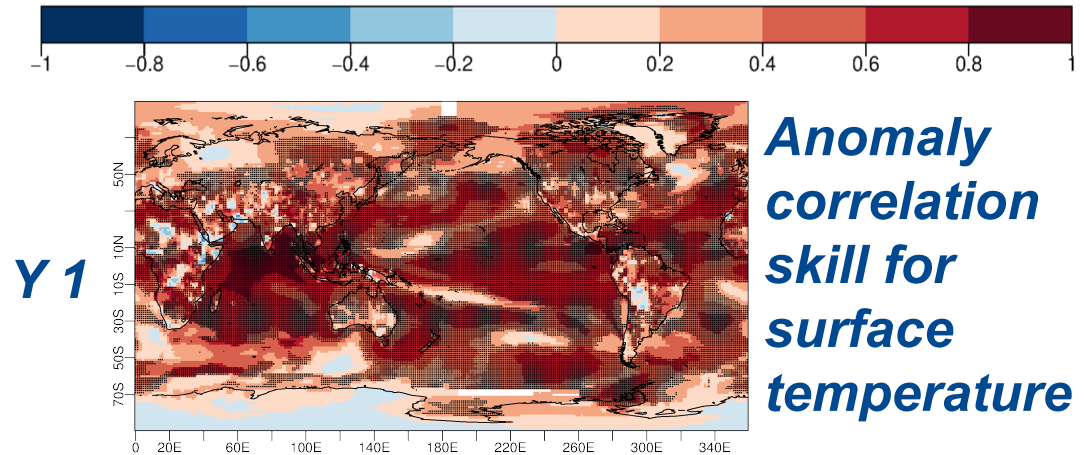 −1 −0.8 −0.6 −0.4 −0.2 0 0.2 0.4 0.6 0.8 1
Anomaly
correlation
skill for
surface
temperature
Y 1
50N
10N
10S
30S
50S
70S
0 20E 60E 100E 140E 180E 220E 260E 300E 340E